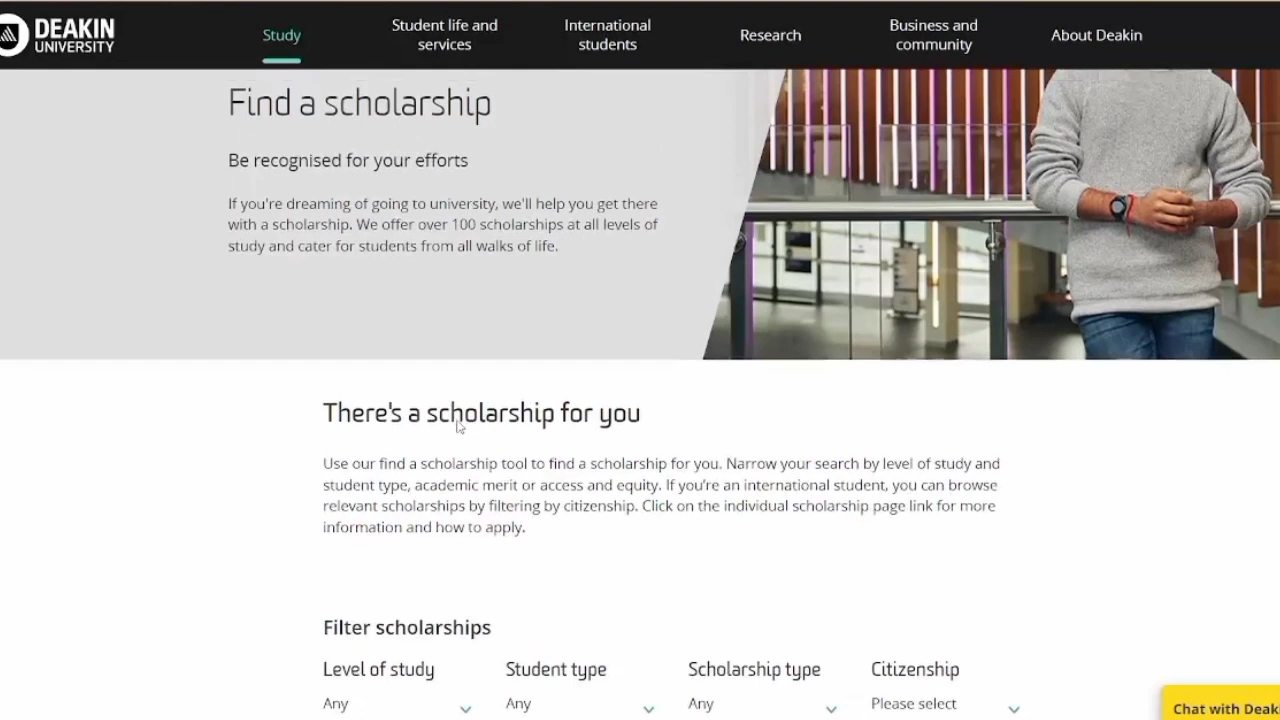 DEAKIN
UNIVERSITY
Study
Student life and
services
International
students
Research
Business and
community
About Deakin
Find a scholarship
Be recognised for your efforts
If you're dreaming of going to university, we'll help you get there
with a scholarship. We offer over 100 scholarships at all levels of
study and cater for students from all walks of life.
There's a scholarship for you
Use our find a scholarship tool to find a scholarship for you. Narrow your search by level of study and
student type, academic merit or access and equity. If you're an international student, you can browse
relevant scholarships by filtering by citizenship. Click on the individual scholarship page link for more
information and how to apply.
Filter scholarships
Level of study
Student type
Scholarship type
Citizenship
Any
Any
Any
Please select
Chat with Deak